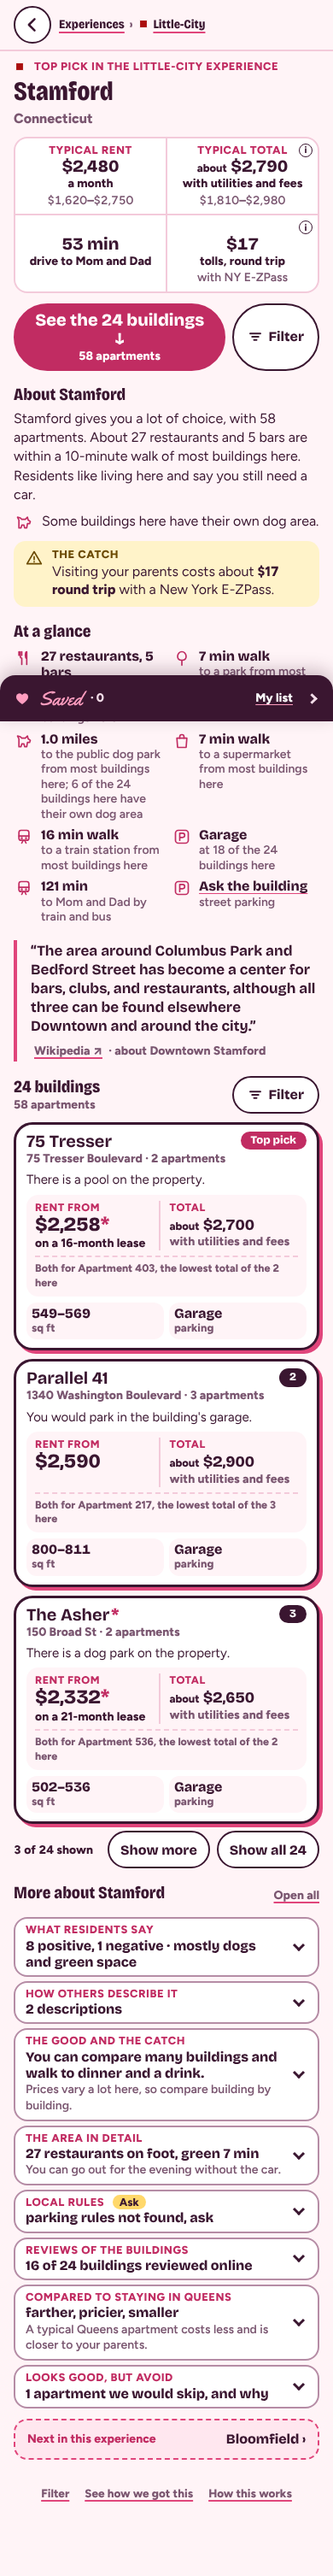 Experiences › Little-City
TOP PICK IN THE LITTLE-CITY EXPERIENCE
Stamford
Connecticut
TYPICAL RENT
$2,480
a month
$1,620–$2,750
TYPICAL TOTAL
about $2,790
with utilities and fees
$1,810–$2,980
53 min
drive to Mom and Dad
$17
tolls, round trip
with NY E-ZPass
See the 24 buildings
↓
58 apartments
Filter
About Stamford
Stamford gives you a lot of choice, with 58
apartments. About 27 restaurants and 5 bars are
within a 10-minute walk of most buildings here.
Residents like living here and say you still need a
car.
Some buildings here have their own dog area.
THE CATCH
Visiting your parents costs about $17
round trip with a New York E-ZPass.
At a glance
27 restaurants, 5
bars
7 min walk
to a park from most
Saved · 0
My list
1.0 miles
to the public dog park
from most buildings
here; 6 of the 24
buildings here have
their own dog area
7 min walk
to a supermarket
from most buildings
here
16 min walk
to a train station from
most buildings here
Garage
at 18 of the 24
buildings here
121 min
to Mom and Dad by
train and bus
Ask the building
street parking
“The area around Columbus Park and
Bedford Street has become a center for
bars, clubs, and restaurants, although all
three can be found elsewhere
Downtown and around the city.”
Wikipedia ↗ · about Downtown Stamford
24 buildings
58 apartments
Filter
75 Tresser
Top pick
75 Tresser Boulevard · 2 apartments
There is a pool on the property.
RENT FROM
$2,258*
on a 16-month lease
TOTAL
about $2,700
with utilities and fees
Both for Apartment 403, the lowest total of the 2
here
549–569
sq ft
Garage
parking
Parallel 41
2
1340 Washington Boulevard · 3 apartments
You would park in the building's garage.
RENT FROM
$2,590
TOTAL
about $2,900
with utilities and fees
Both for Apartment 217, the lowest total of the 3
here
800–811
sq ft
Garage
parking
The Asher*
3
150 Broad St · 2 apartments
There is a dog park on the property.
RENT FROM
$2,332*
on a 21-month lease
TOTAL
about $2,650
with utilities and fees
Both for Apartment 536, the lowest total of the 2
here
502–536
sq ft
Garage
parking
3 of 24 shown
Show more
Show all 24
More about Stamford
Open all
WHAT RESIDENTS SAY
8 positive, 1 negative · mostly dogs
and green space
HOW OTHERS DESCRIBE IT
2 descriptions
THE GOOD AND THE CATCH
You can compare many buildings and
walk to dinner and a drink.
Prices vary a lot here, so compare building by
building.
THE AREA IN DETAIL
27 restaurants on foot, green 7 min
You can go out for the evening without the car.
LOCAL RULES Ask
parking rules not found, ask
REVIEWS OF THE BUILDINGS
16 of 24 buildings reviewed online
COMPARED TO STAYING IN QUEENS
farther, pricier, smaller
A typical Queens apartment costs less and is
closer to your parents.
LOOKS GOOD, BUT AVOID
1 apartment we would skip, and why
Next in this experience
Bloomfield ›
Filter
See how we got this
How this works